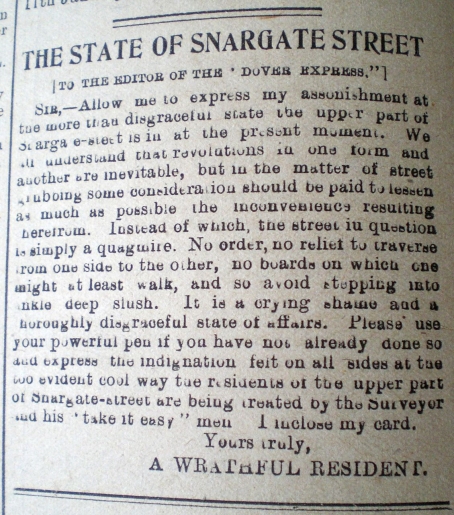 THE STATE OF SNARGATE STREET
[TO THE EDITOR OF THE "DOVER EXPRESS."]
SIR,—Allow me to express my assonishment at
the more than disgraceful state the upper part of
Snarga e-street is in at the present moment. We
all understand that revolutions in one form and
another are inevitable, but in the matter of street
grubbing some consideration should be paid to lessen
as much as possible the inconvenience resulting
herefrom. Instead of which, the street in question
is simply a quagmire. No order, no relief to traverse
from one side to the other, no boards on which one
might at least walk, and so avoid stepping into
ankle deep slush. It is a crying shame and a
thoroughly disgraceful state of affairs. Please use
your powerful pen if you have not already done so
and express the indignation felt on all sides at the
too evident cool way the residents of the upper part
of Snargate-street are being treated by the Surveyor
and his "take it easy" men I inclose my card.
Yours truly,
A WRATHFUL RESIDENT.